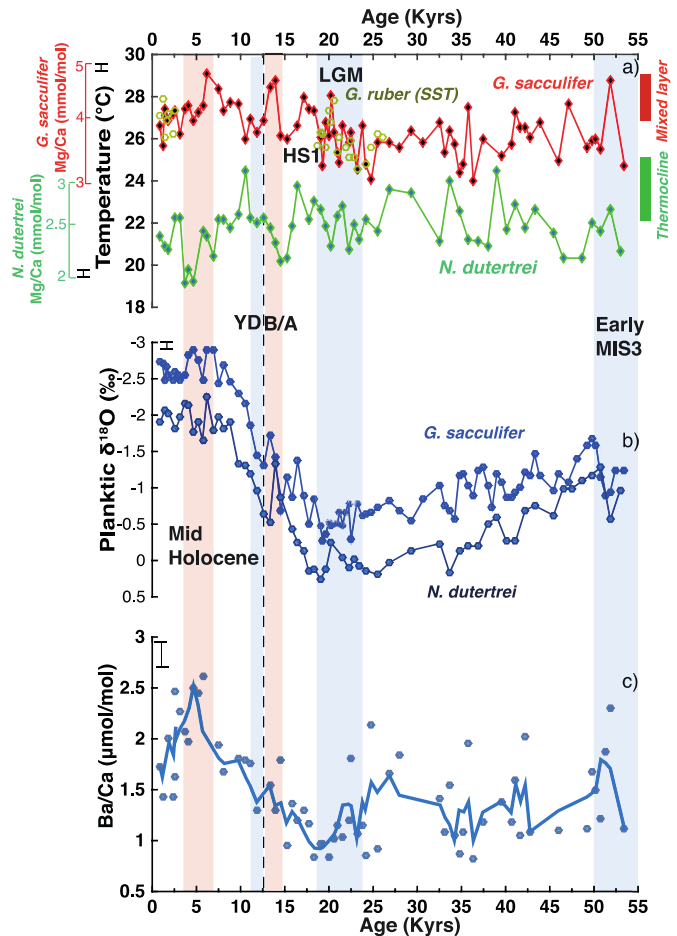 Age (Kyrs)
0 5 10 15 20 25 30 35 40 45 50 55
30
28
26
24
22
20
18
Temperature (°C)
G. sacculifer
Mg/Ca (mmol/mol)
5
4
3
N. dutertrei
Mg/Ca (mmol/mol)
3
2.5
2
a)
LGM
G. ruber (SST)
G. sacculifer
HS1
N. dutertrei
Mixed layer
Thermocline
YD B/A
Early
MIS3
-3
-2.5
-2
-1.5
-1
-0.5
0
0.5
Planktic δ18O (‰)
G. sacculifer
b)
Mid
Holocene
N. dutertrei
3
2.5
2
1.5
1
0.5
Ba/Ca (µmol/mol)
c)
0 5 10 15 20 25 30 35 40 45 50 55
Age (Kyrs)